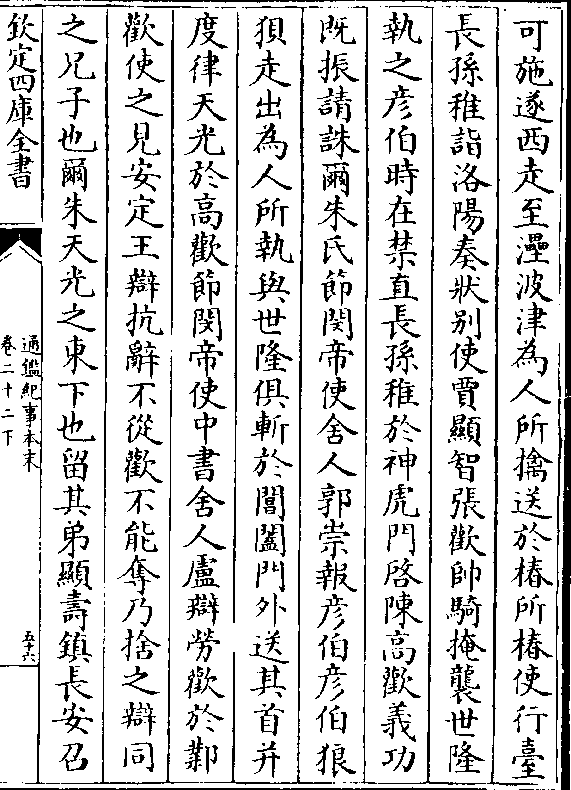 可施遂西走至灅波津為人所擒送於椿所椿使行臺
長孫稚詣洛陽奏狀别使賈顯智張歡帥騎掩襲世隆
執之彦伯時在禁直長孫稚於神虎門啓陳高歡義功
既振請誅爾朱氏節閔帝使舍人郭崇報彦伯彦伯狼
狽走出為人所執與世隆俱斬於閶闔門外送其首并
度律天光於高歡節閔帝使中書舍人盧辯勞歡於鄴
歡使之見安定王辯抗辭不從歡不能奪乃捨之辯同
之兄子也爾朱天光之東下也留其弟顯壽鎮長安召
欽定四庫全書
通鑑紀事本末
卷二十二下
五十六